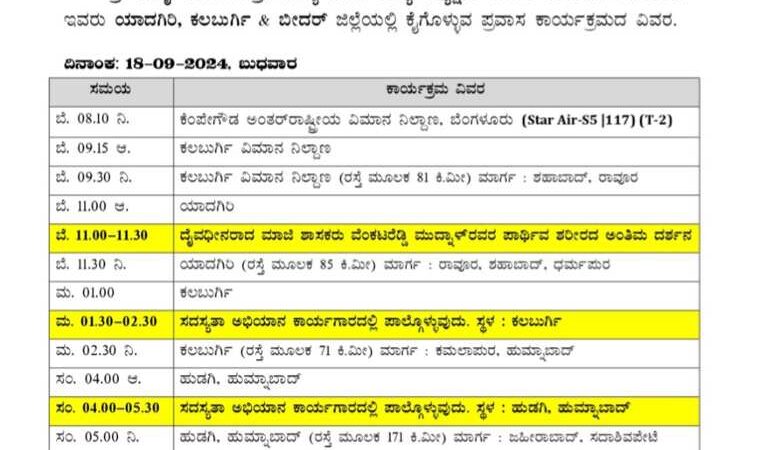 ಇವರು ಯಾದಗಿರಿ, ಕಲಬುರ್ಗಿ & ಬೀದರ್ ಜಿಲ್ಲೆಯಲ್ಲಿ ಕೈಗೊಳ್ಳುವ ಪ್ರವಾಸ ಕಾರ್ಯಕ್ರಮದ ವಿವರ.
ದಿನಾಂಕ: 18-09-2024, ಬುಧವಾರ
ಸಮಯ ಕಾರ್ಯಕ್ರಮ ವಿವರ
ಬೆ. 08.10 ನಿ. ಕೆಂಪೇಗೌಡ ಅಂತರ್‌ರಾಷ್ಟ್ರೀಯ ವಿಮಾನ ನಿಲ್ದಾಣ, ಬೆಂಗಳೂರು (Star Air-S5 |117) (T-2)
ಬೆ. 09.15 ಆ. ಕಲಬುರ್ಗಿ ವಿಮಾನ ನಿಲ್ದಾಣ
ಬೆ. 09.30 ನಿ. ಕಲಬುರ್ಗಿ ವಿಮಾನ ನಿಲ್ದಾಣ (ರಸ್ತೆ ಮೂಲಕ 81 ಕಿ.ಮೀ) ಮಾರ್ಗ : ಶಹಾಬಾದ್, ರಾವೂರ
ಬೆ. 11.00 ಆ. ಯಾದಗಿರಿ
ಬೆ. 11.00-11.30 ದೈವಧೀನರಾದ ಮಾಜಿ ಶಾಸಕರು ವೆಂಕಟರೆಡ್ಡಿ ಮುದ್ನಾಳ್‌ರವರ ಪಾರ್ಥಿವ ಶರೀರದ ಅಂತಿಮ ದರ್ಶನ
ಬೆ. 11.30 ನಿ. ಯಾದಗಿರಿ (ರಸ್ತೆ ಮೂಲಕ 85 ಕಿ.ಮೀ) ಮಾರ್ಗ : ರಾವೂರ, ಶಹಾಬಾದ್, ಧರ್ಮಪುರ
ಮ. 01.00 ಕಲಬುರ್ಗಿ
ಮ. 01.30-02.30 ಸದಸ್ಯತಾ ಅಭಿಯಾನ ಕಾರ್ಯಗಾರದಲ್ಲಿ ಪಾಲ್ಗೊಳ್ಳುವುದು. ಸ್ಥಳ : ಕಲಬುರ್ಗಿ
ಮ. 02.30 ನಿ. ಕಲಬುರ್ಗಿ (ರಸ್ತೆ ಮೂಲಕ 71 ಕಿ.ಮೀ) ಮಾರ್ಗ : ಕಮಲಾಪುರ, ಹುಮ್ನಾಬಾದ್
ಸಂ. 04.00 ಆ. ಹುಡಗಿ, ಹುಮ್ನಾಬಾದ್
ಸಂ. 04.00-05.30 ಸದಸ್ಯತಾ ಅಭಿಯಾನ ಕಾರ್ಯಗಾರದಲ್ಲಿ ಪಾಲ್ಗೊಳ್ಳುವುದು. ಸ್ಥಳ : ಹುಡಗಿ, ಹುಮ್ನಾಬಾದ್
ಸಂ. 05.00 ನಿ. ಹುಡಗಿ, ಹುಮ್ನಾಬಾದ್ (ರಸ್ತೆ ಮೂಲಕ 171 ಕಿ.ಮೀ) ಮಾರ್ಗ : ಜಹಿರಾಬಾದ್, ಸದಾಶಿವಪೇಟೆ